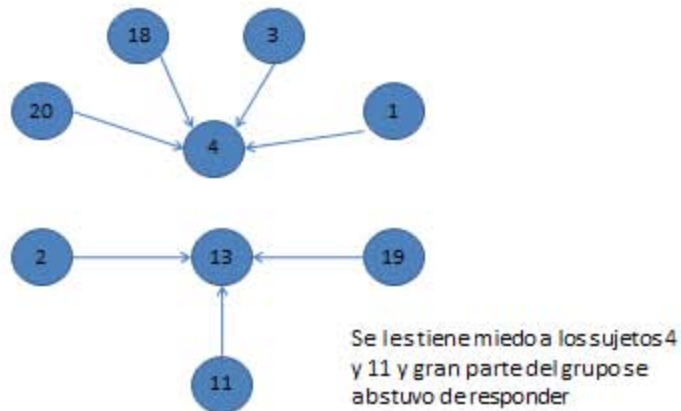 18 3
20 1
4
2 13 19
11
Se les tiene miedo a los sujetos 4
y 11 y gran parte del grupo se
abstuvo de responder